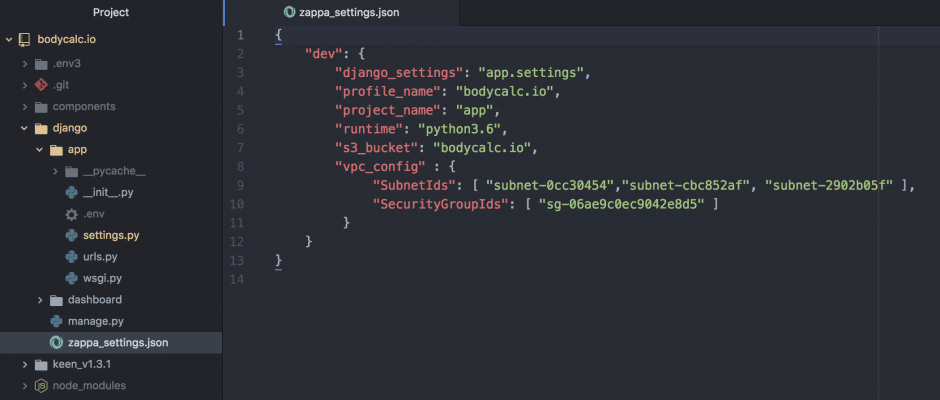 Project
bodycalc.io
.env3
.git
components
django
app
__pycache__
__init__.py
.env
settings.py
urls.py
wsgi.py
dashboard
manage.py
zappa_settings.json
keen_v1.3.1
node_modules
zappa_settings.json
1 {
2 "dev": {
3 "django_settings": "app.settings",
4 "profile_name": "bodycalc.io",
5 "project_name": "app",
6 "runtime": "python3.6",
7 "s3_bucket": "bodycalc.io",
8 "vpc_config" : {
9 "SubnetIds": [ "subnet-0cc30454","subnet-cbc852af", "subnet-2902b05f" ],
10 "SecurityGroupIds": [ "sg-06ae9c0ec9042e8d5" ]
11 }
12 }
13 }
14